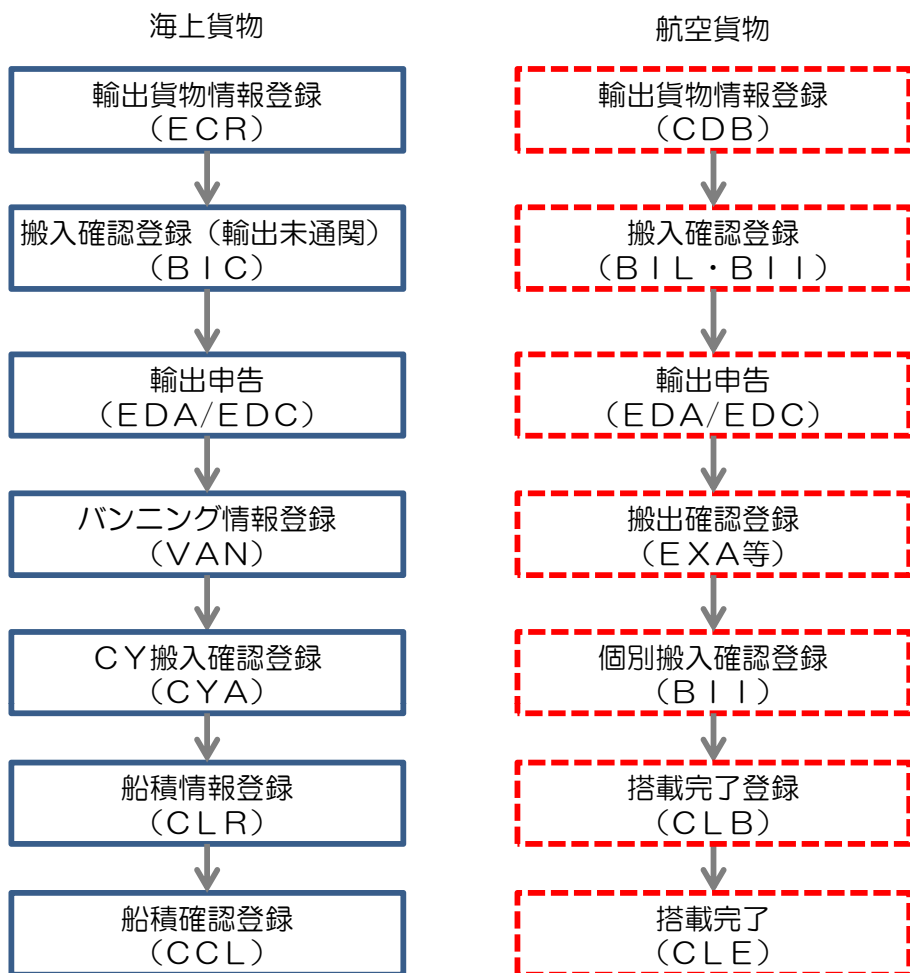 海上貨物
輸出貨物情報登録
（ＥＣＲ）
搬入確認登録（輸出未通関）
（ＢＩＣ）
輸出申告
（ＥＤＡ/ＥＤＣ）
バンニング情報登録
（ＶＡＮ）
ＣＹ搬入確認登録
（ＣＹＡ）
船積情報登録
（ＣＬＲ）
船積確認登録
（ＣＣＬ）
航空貨物
輸出貨物情報登録
（ＣＤＢ）
搬入確認登録
（ＢＩＬ・ＢＩＩ）
輸出申告
（ＥＤＡ/ＥＤＣ）
搬出確認登録
（ＥＸＡ等）
個別搬入確認登録
（ＢＩＩ）
搭載完了登録
（ＣＬＢ）
搭載完了
（ＣＬＥ）